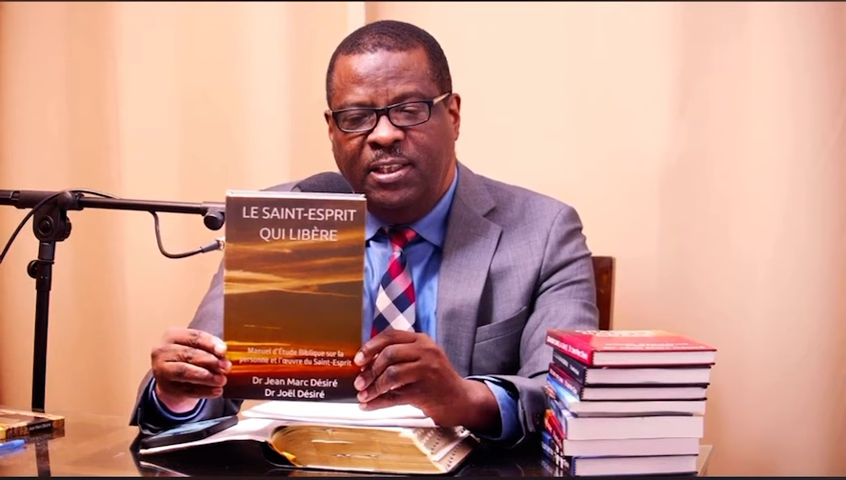 LE SAINT-ESPRIT
QUI LIBÈRE
Manuel d'Étude Biblique sur la
personne et l'œuvre du Saint-Esprit
Dr Jean Marc Désiré
Dr Joël Désiré